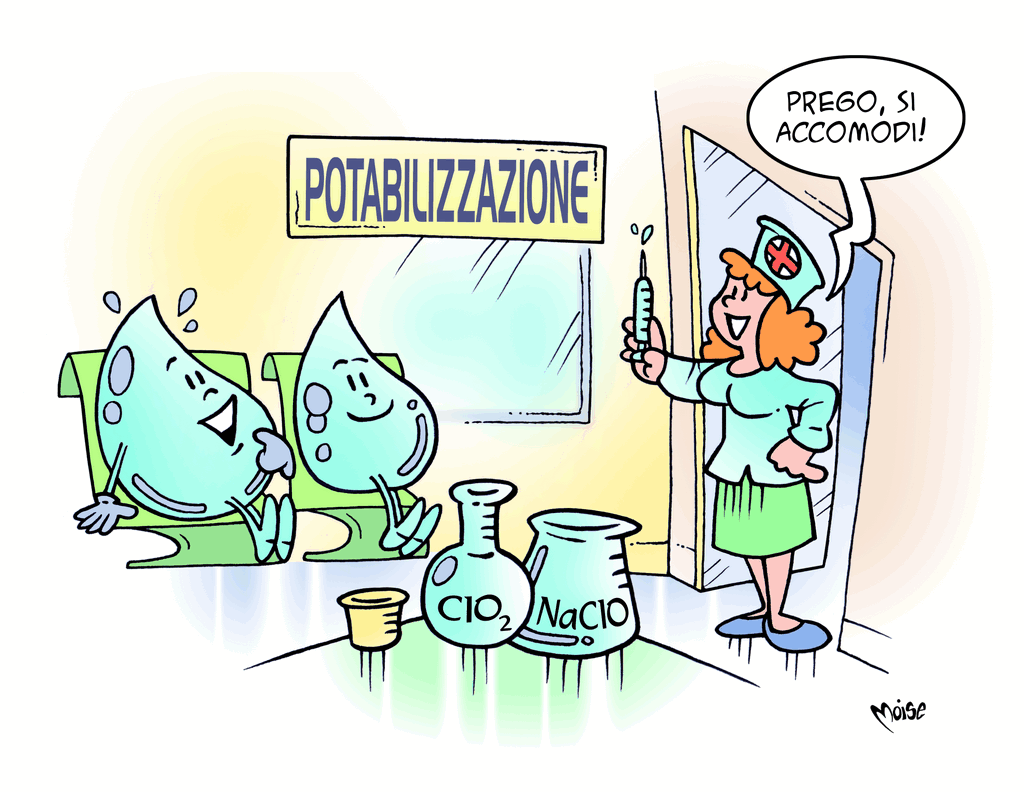 PREGO, SI
ACCOMODI!
POTABILIZZAZIONE
ClO2
NaClO
Moise